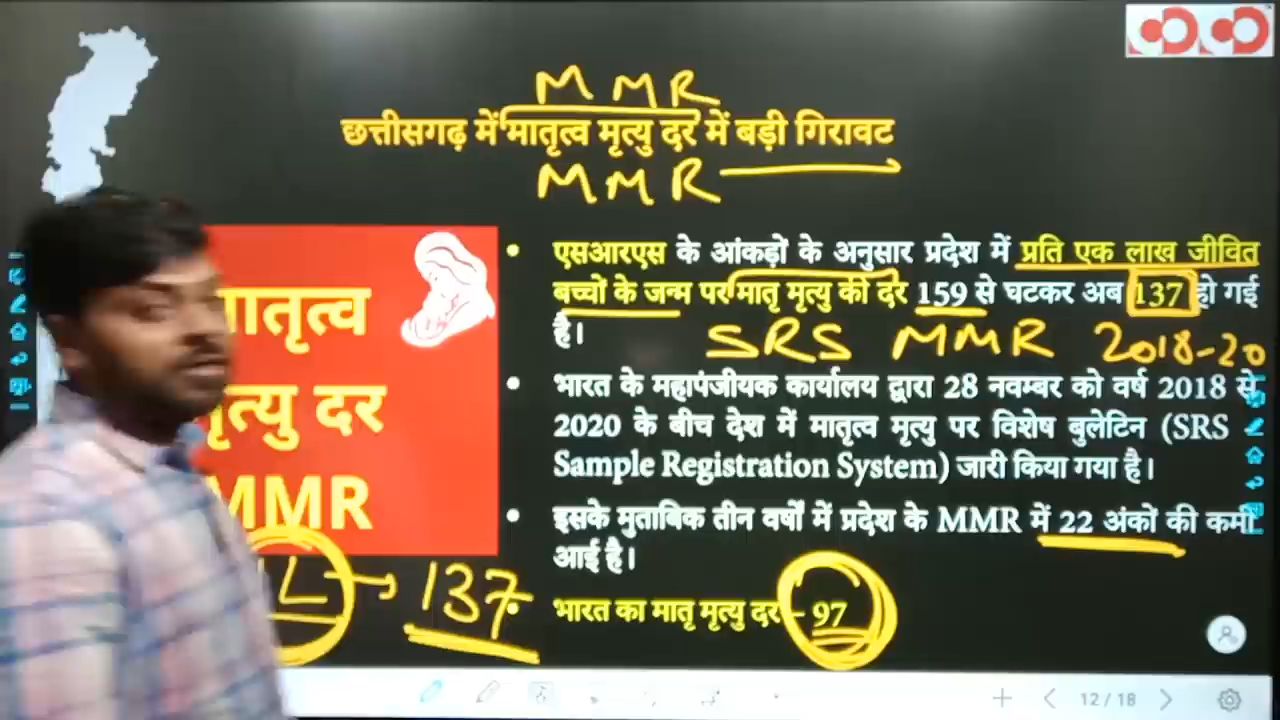 M M R
छत्तीसगढ़ में मातृत्व मृत्यु दर में बड़ी गिरावट
M M R
एसआरएस के आंकड़ो के अनुसार प्रदेश में प्रति एक लाख जीवित
बच्चों के जन्म पर मातृ मृत्यु की दर 159 से घटकर अब 137 हो गई
है।
SRS MMR 2018-20
भारत के महापंजीयक कार्यालय द्वारा 28 नवम्बर को वर्ष 2018 से
2020 के बीच देश में मातृत्व मृत्यु पर विशेष बुलेटिन (SRS
Sample Registration System) जारी किया गया है।
इसके मुताबिक तीन वर्षों में प्रदेश के MMR में 22 अंकों की कमी
आई है।
भारत का मातृ मृत्यु दर - 97
दर
MMR
137
12 / 18